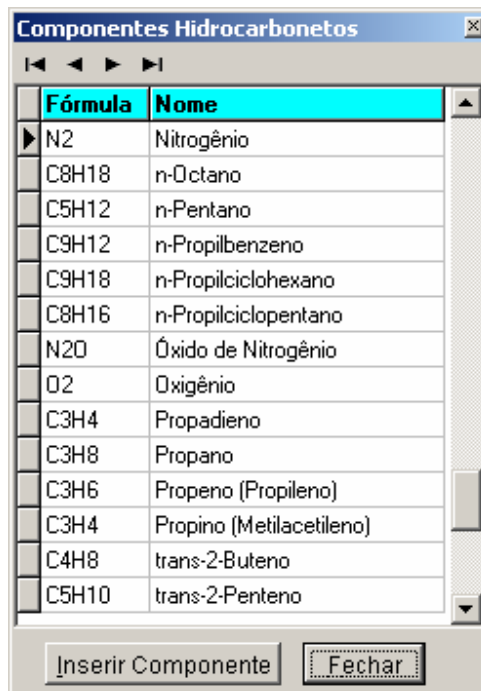 Componentes Hidrocarbonetos
Fórmula Nome
N2 Nitrogênio
C8H18 n-Octano
C5H12 n-Pentano
C9H12 n-Propilbenzeno
C9H18 n-Propilciclohexano
C8H16 n-Propilciclopentano
N2O Óxido de Nitrogênio
O2 Oxigênio
C3H4 Propadieno
C3H8 Propano
C3H6 Propeno (Propileno)
C3H4 Propino (Metilacetileno)
C4H8 trans-2-Buteno
C5H10 trans-2-Penteno
Inserir Componente Fechar